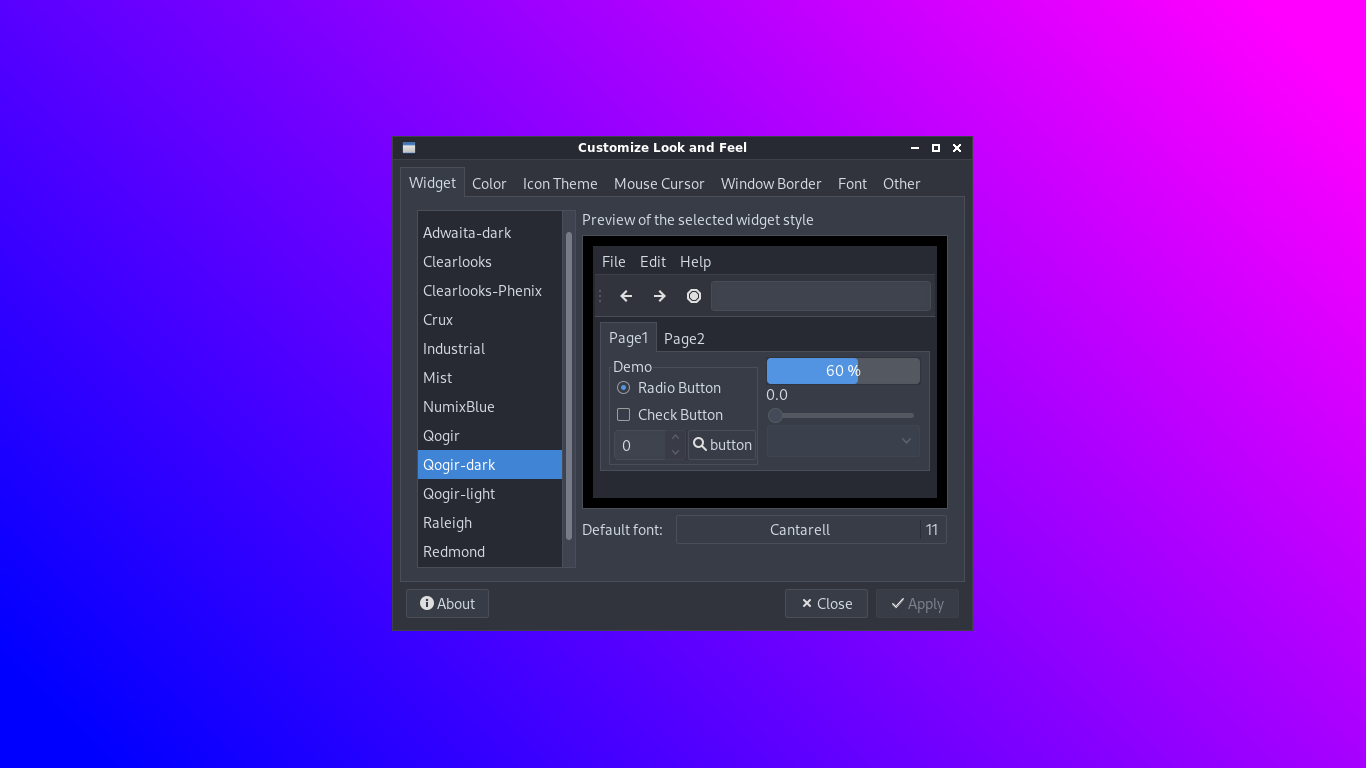 Customize Look and Feel
Widget Color Icon Theme Mouse Cursor Window Border Font Other
Adwaita-dark
Clearlooks
Clearlooks-Phenix
Crux
Industrial
Mist
NumixBlue
Qogir
Qogir-dark
Qogir-light
Raleigh
Redmond
Preview of the selected widget style
File Edit Help
Page1 Page2
Demo
Radio Button
Check Button
0 button
60 %
0.0
Default font: Cantarell 11
About Close Apply